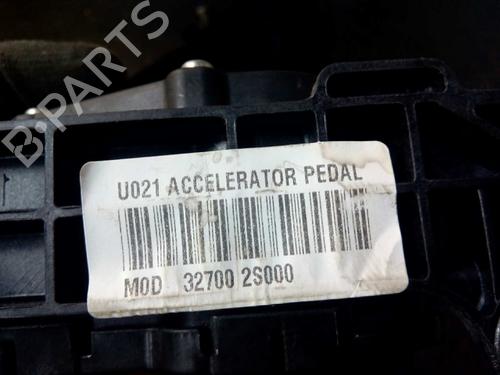 B-PARTS
U021 ACCELERATOR PEDAL
MOD 32700 2S000